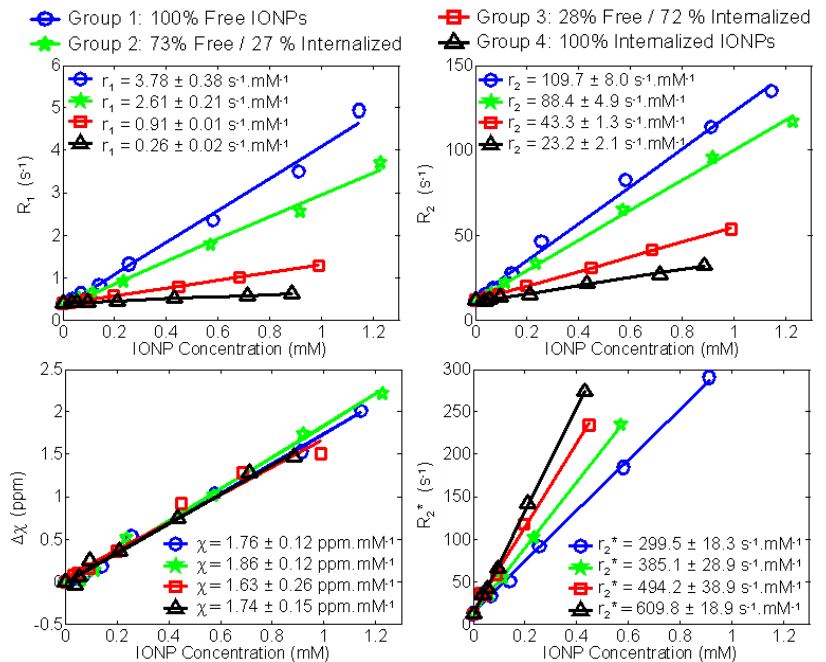 Group 1: 100% Free IONPs
Group 2: 73% Free / 27 % Internalized
Group 3: 28% Free / 72 % Internalized
Group 4: 100% Internalized IONPs
6
5
4
3
2
1
0
R₁ (s⁻¹)
r₁ = 3.78 ± 0.38 s⁻¹.mM⁻¹
r₁ = 2.61 ± 0.21 s⁻¹.mM⁻¹
r₁ = 0.91 ± 0.01 s⁻¹.mM⁻¹
r₁ = 0.26 ± 0.02 s⁻¹.mM⁻¹
0 0.2 0.4 0.6 0.8 1 1.2
IONP Concentration (mM)
200
150
100
50
0
R₂ (s⁻¹)
r₂ = 109.7 ± 8.0 s⁻¹.mM⁻¹
r₂ = 88.4 ± 4.9 s⁻¹.mM⁻¹
r₂ = 43.3 ± 1.3 s⁻¹.mM⁻¹
r₂ = 23.2 ± 2.1 s⁻¹.mM⁻¹
0 0.2 0.4 0.6 0.8 1 1.2
IONP Concentration (mM)
2.5
2
1.5
1
0.5
0
-0.5
Δχ (ppm)
χ = 1.76 ± 0.12 ppm.mM⁻¹
χ = 1.86 ± 0.12 ppm.mM⁻¹
χ = 1.63 ± 0.26 ppm.mM⁻¹
χ = 1.74 ± 0.15 ppm.mM⁻¹
0 0.2 0.4 0.6 0.8 1 1.2
IONP Concentration (mM)
300
250
200
150
100
50
0
R₂* (s⁻¹)
r₂* = 299.5 ± 18.3 s⁻¹.mM⁻¹
r₂* = 385.1 ± 28.9 s⁻¹.mM⁻¹
r₂* = 494.2 ± 38.9 s⁻¹.mM⁻¹
r₂* = 609.8 ± 18.9 s⁻¹.mM⁻¹
0 0.2 0.4 0.6 0.8 1 1.2
IONP Concentration (mM)